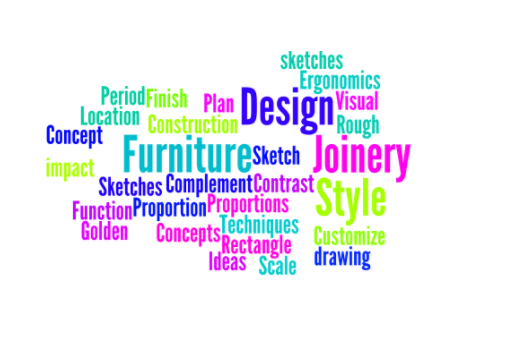 sketches
Ergonomics
Period Finish Plan Design Visual
Location Construction Rough
Concept
Furniture Sketch Joinery
impact
Sketches Complement Contrast
Style
Function Proportion Proportions
Golden Concepts Techniques
Rectangle Customize
Ideas Scale drawing